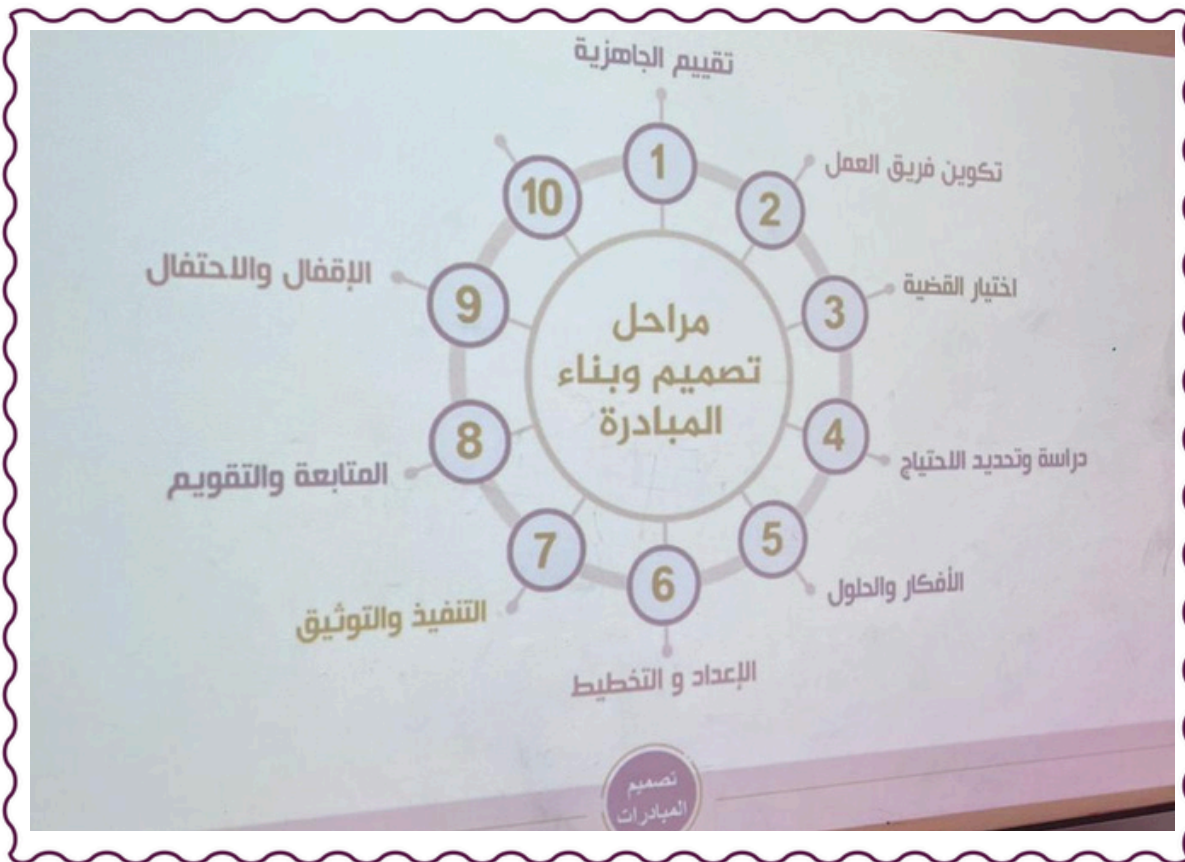 تقييم الجاهزية
1
تكوين فريق العمل
2
اختيار القضية
3
دراسة وتحديد الاحتياج
4
الأفكار والحلول
5
الإعداد و التخطيط
6
التنفيذ والتوثيق
7
المتابعة والتقويم
8
الإقفال والاحتفال
9
10
مراحل
تصميم وبناء
المبادرة
تصميم
المبادرات